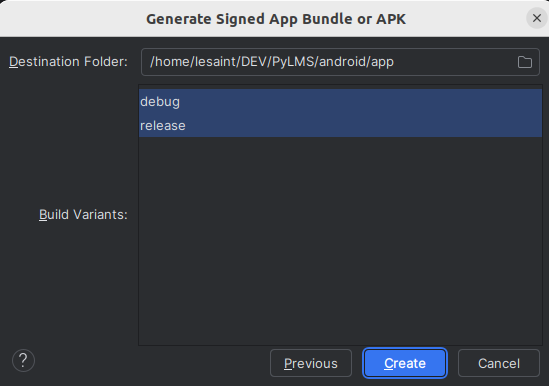 Generate Signed App Bundle or APK
Destination Folder: /home/lesaint/DEV/PyLMS/android/app
debug
release
Build Variants:
? Previous Create Cancel